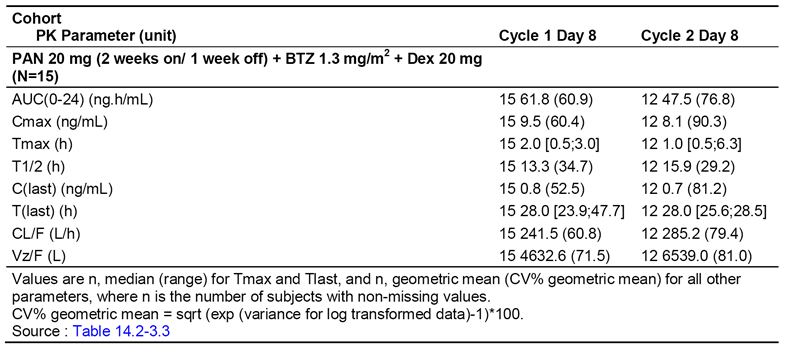 Cohort
PK Parameter (unit) Cycle 1 Day 8 Cycle 2 Day 8
PAN 20 mg (2 weeks on/ 1 week off) + BTZ 1.3 mg/m² + Dex 20 mg
(N=15)
AUC(0-24) (ng.h/mL) 15 61.8 (60.9) 12 47.5 (76.8)
Cmax (ng/mL) 15 9.5 (60.4) 12 8.1 (90.3)
Tmax (h) 15 2.0 [0.5;3.0] 12 1.0 [0.5;6.3]
T1/2 (h) 15 13.3 (34.7) 12 15.9 (29.2)
C(last) (ng/mL) 15 0.8 (52.5) 12 0.7 (81.2)
T(last) (h) 15 28.0 [23.9;47.7] 12 28.0 [25.6;28.5]
CL/F (L/h) 15 241.5 (60.8) 12 285.2 (79.4)
Vz/F (L) 15 4632.6 (71.5) 12 6539.0 (81.0)
Values are n, median (range) for Tmax and Tlast, and n, geometric mean (CV% geometric mean) for all other
parameters, where n is the number of subjects with non-missing values.
CV% geometric mean = sqrt (exp (variance for log transformed data)-1)*100.
Source : Table 14.2-3.3